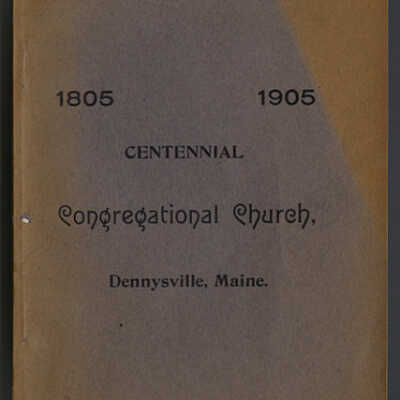 1805 1905
CENTENNIAL
Congregational Church,
Dennysville, Maine.